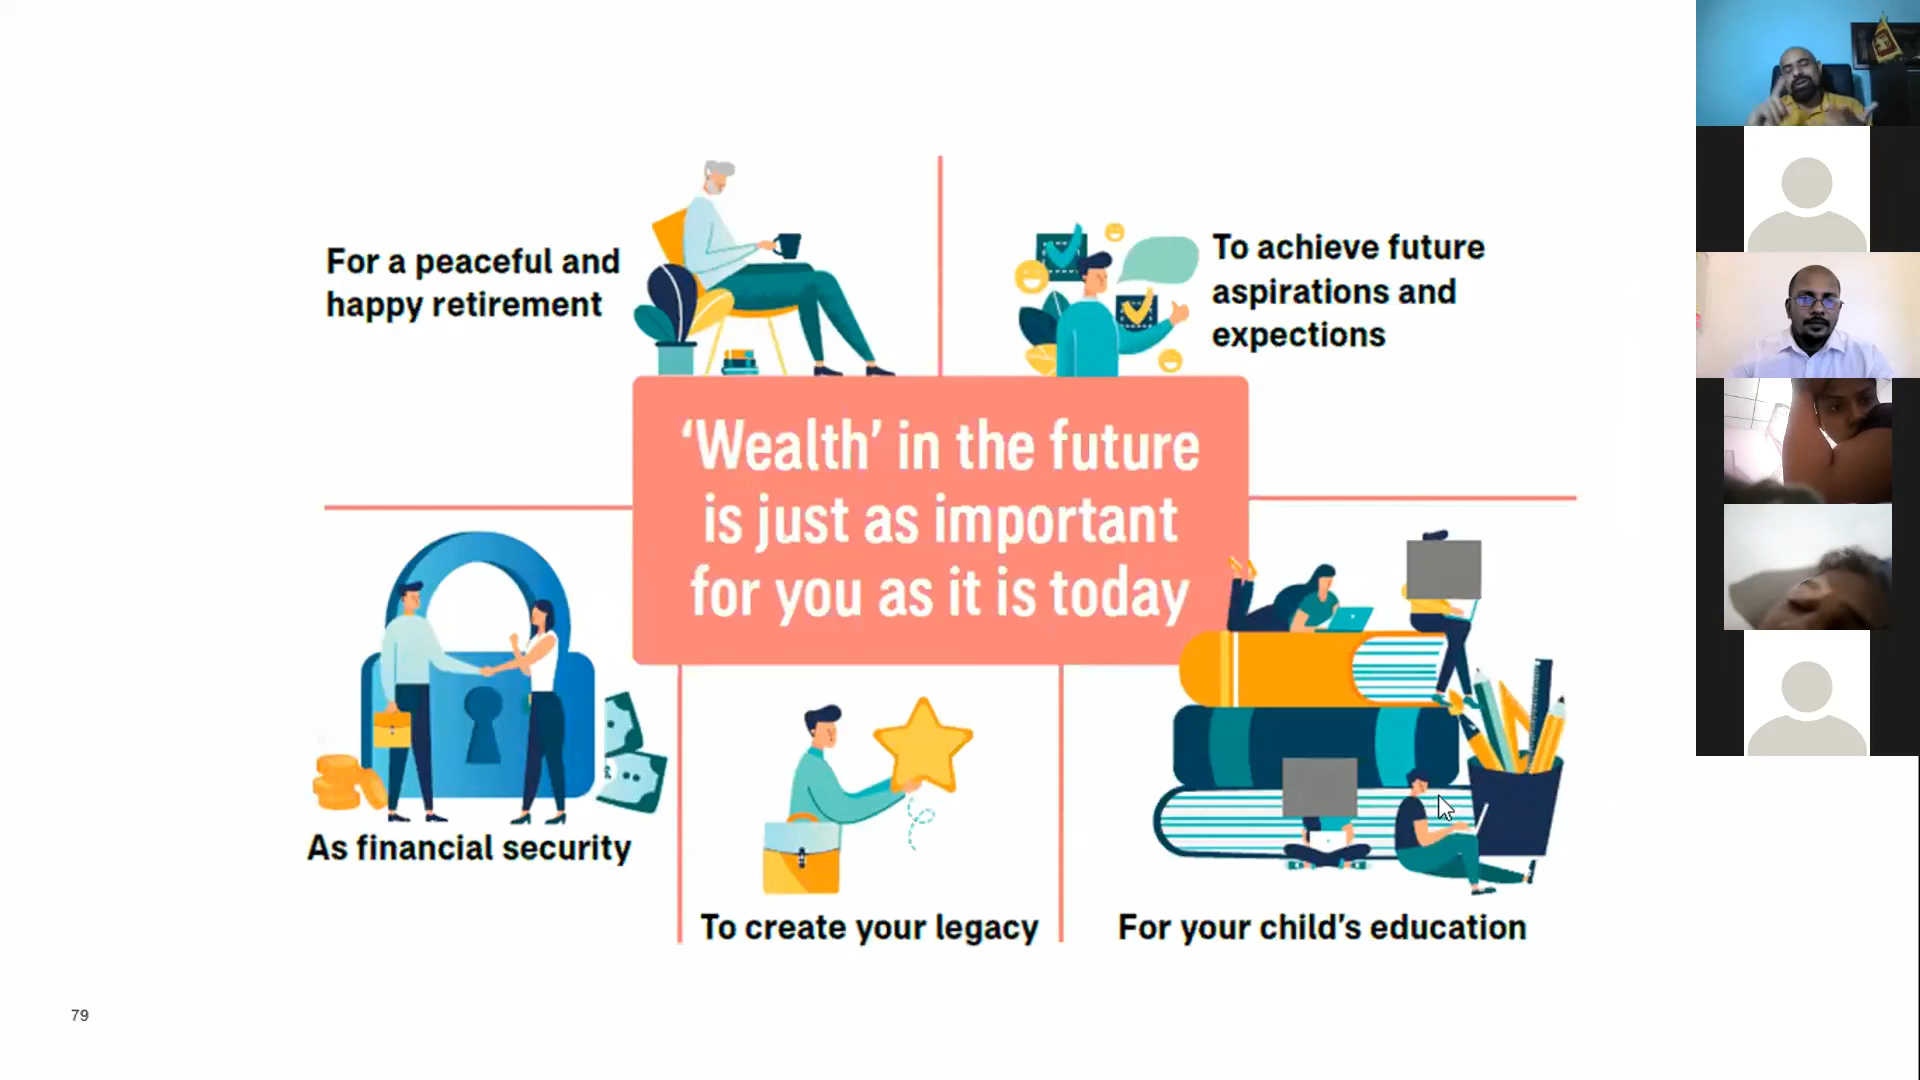 For a peaceful and
happy retirement
To achieve future
aspirations and
expections
‘Wealth’ in the future
is just as important
for you as it is today
As financial security
To create your legacy
For your child’s education
79